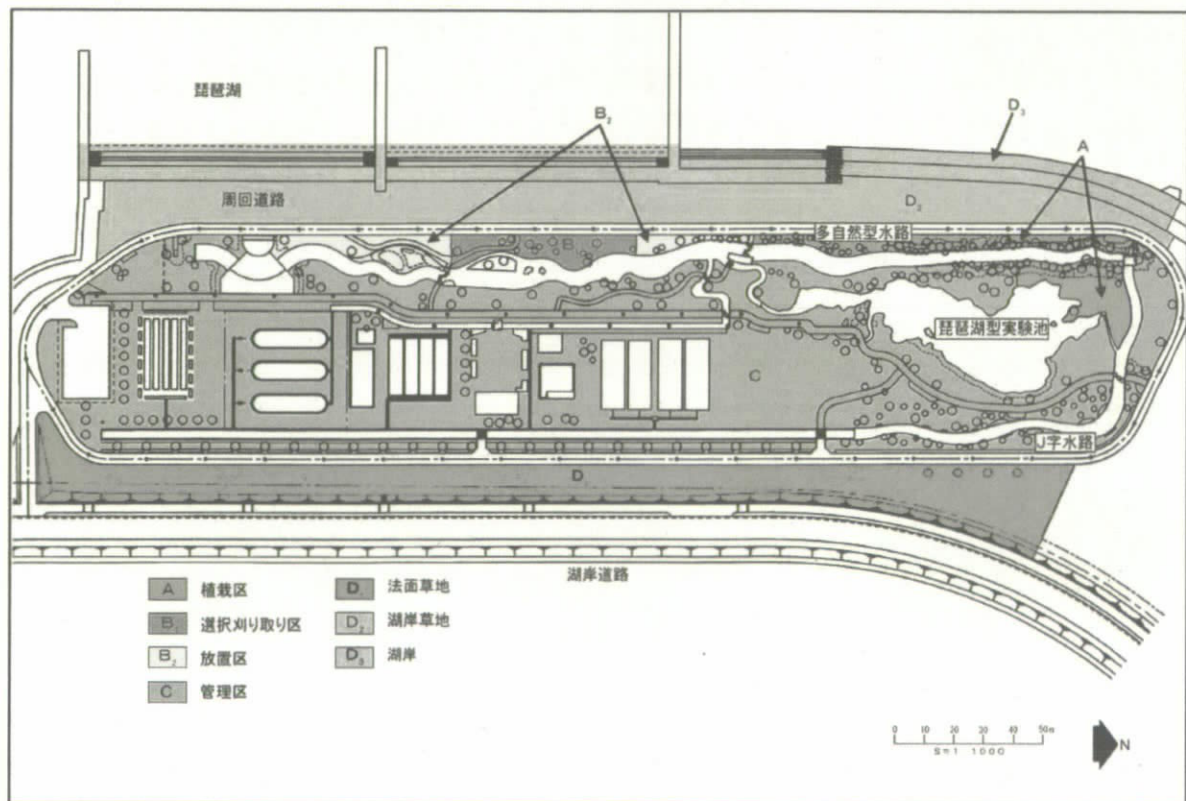 琵琶湖
B₂
D₃
A
周回道路
D₂
多自然型水路
B
琵琶湖型実験池
C
J字水路
D
湖岸道路
A 植栽区
B₁ 選択刈り取り区
B₂ 放置区
C 管理区
D₁ 法面草地
D₂ 湖岸草地
D₃ 湖岸
0 10 20 30 40 50m
S=1 1000
N